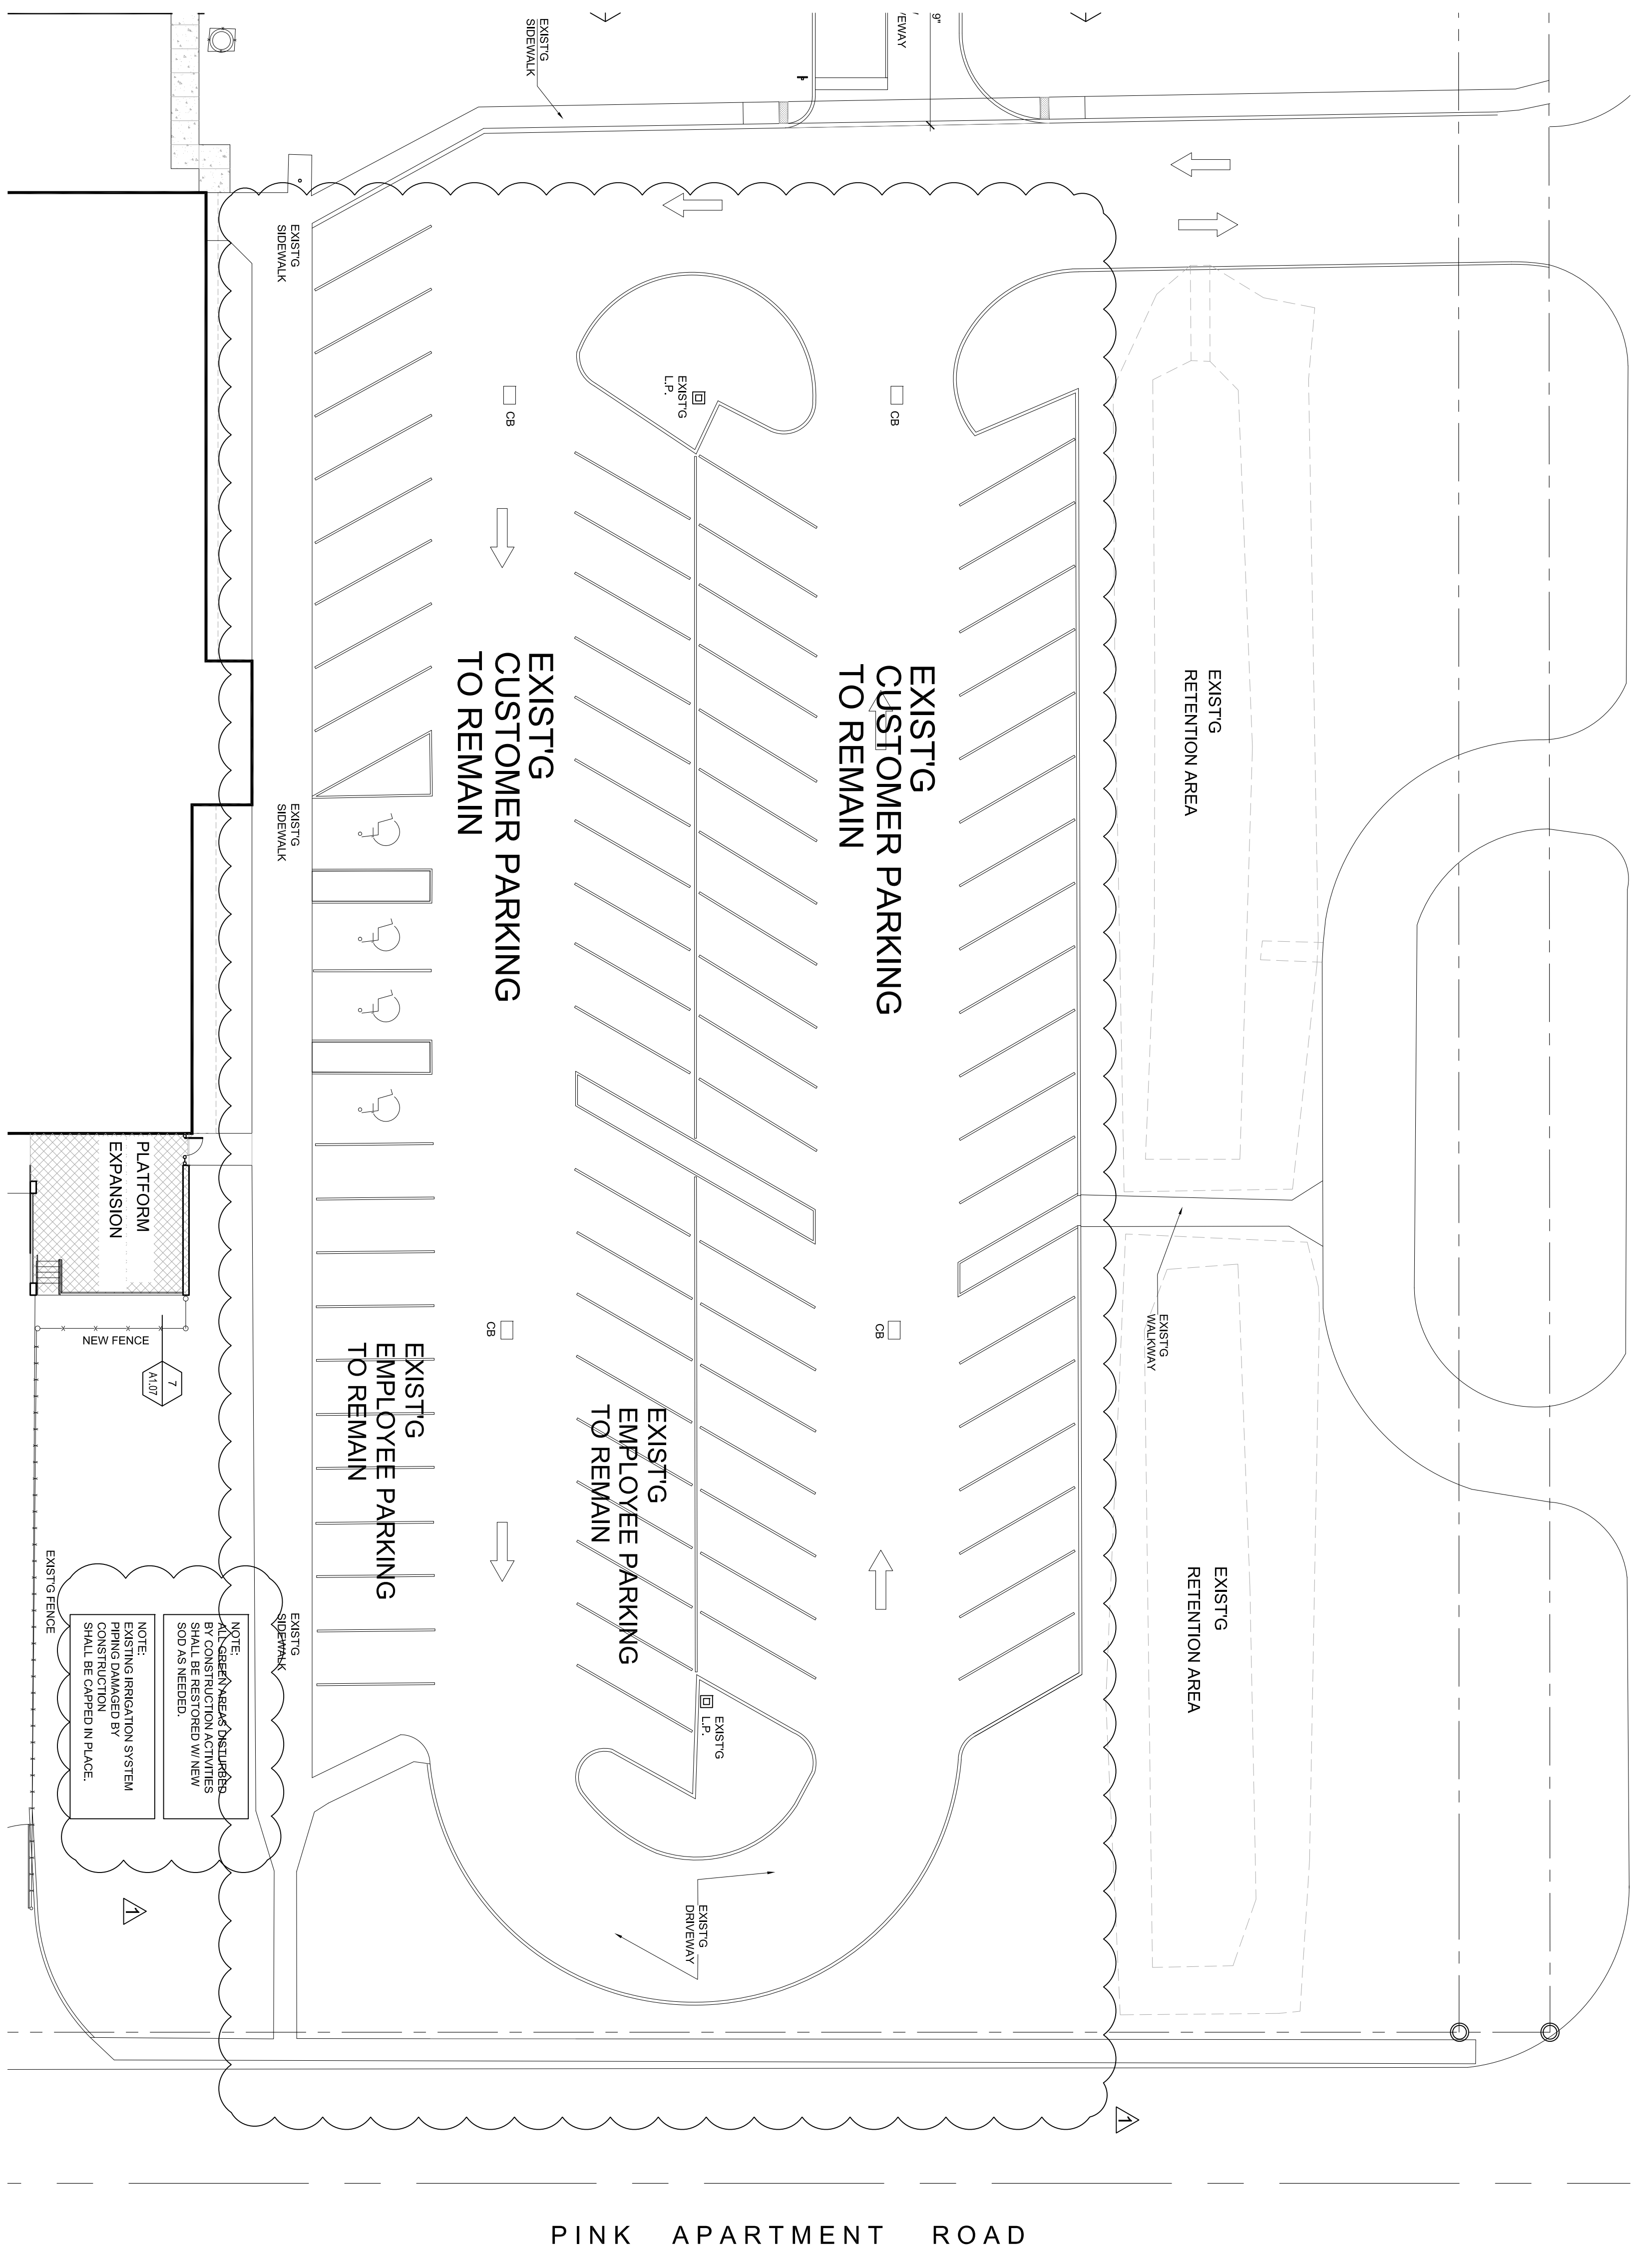 EXIST'G
SIDEWALK
9"
EWAY
EXIST'G
SIDEWALK
EXIST'G
L.P.
CB
CB
EXIST'G
CUSTOMER PARKING
TO REMAIN
EXIST'G
CUSTOMER PARKING
TO REMAIN
EXIST'G
RETENTION AREA
EXIST'G
SIDEWALK
PLATFORM
EXPANSION
NEW FENCE
7
A1.07
CB
CB
EXIST'G
WALKWAY
EXIST'G
EMPLOYEE PARKING
TO REMAIN
EXIST'G
EMPLOYEE PARKING
TO REMAIN
EXIST'G FENCE
EXIST'G
RETENTION AREA
EXIST'G
SIDEWALK
NOTE:
ALL GREEN AREAS DISTURBED
BY CONSTRUCTION ACTIVITIES
SHALL BE RESTORED W/ NEW
SOD AS NEEDED.
NOTE:
EXISTING IRRIGATION SYSTEM
PIPING DAMAGED BY
CONSTRUCTION
SHALL BE CAPPED IN PLACE.
EXIST'G
L.P.
EXIST'G
DRIVEWAY
1
1
PINK APARTMENT ROAD